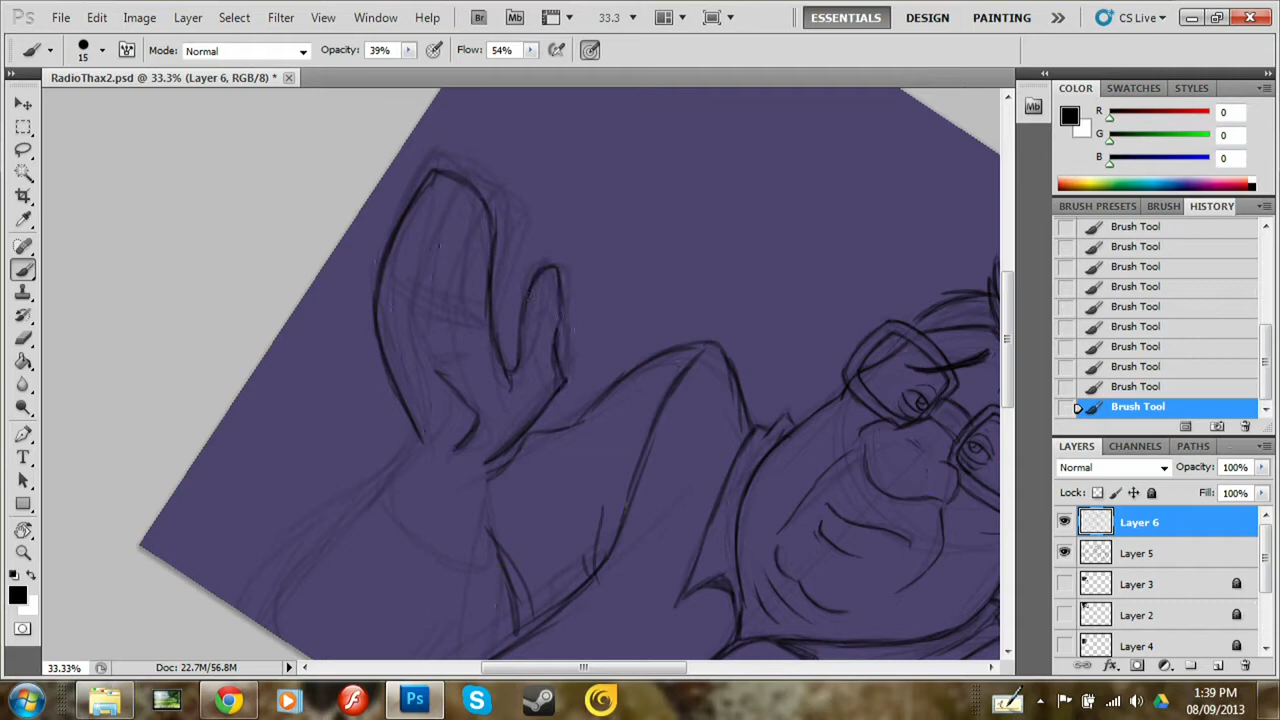 Ps File Edit Image Layer Select Filter View Window Help Br Mb 33.3 ESSENTIALS DESIGN PAINTING CS Live
15 Mode: Normal Opacity: 39% Flow: 54%
RadioThax2.psd @ 33.3% (Layer 6, RGB/8) *
Mb
COLOR SWATCHES STYLES
R 0
G 0
B 0
BRUSH PRESETS BRUSH HISTORY
Brush Tool
Brush Tool
Brush Tool
Brush Tool
Brush Tool
Brush Tool
Brush Tool
Brush Tool
Brush Tool
Brush Tool
LAYERS CHANNELS PATHS
Normal Opacity: 100%
Lock: Fill: 100%
Layer 6
Layer 5
Layer 3
Layer 2
Layer 4
fx
T
33.33% Doc: 22.7M/56.8M
Ps
1:39 PM
08/09/2013